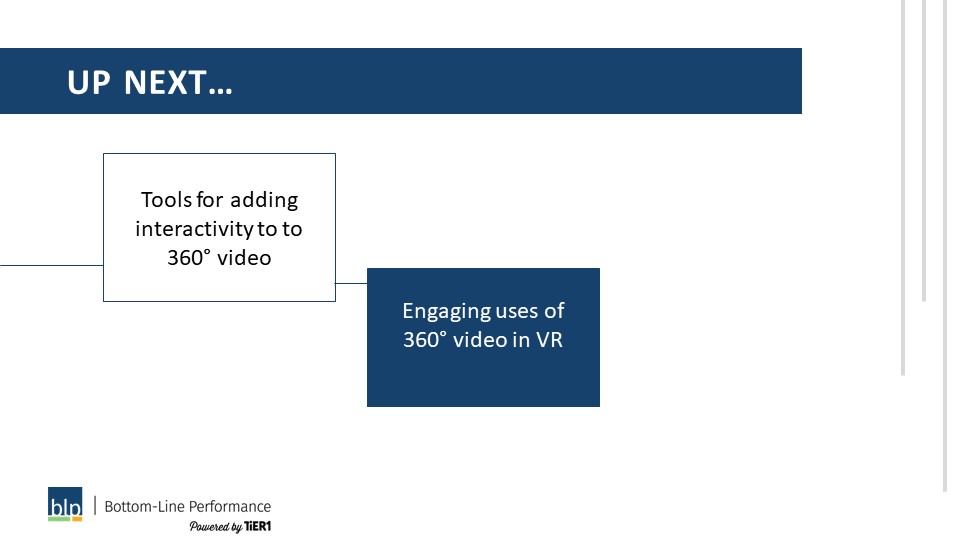 UP NEXT…
Tools for adding
interactivity to to
360° video
Engaging uses of
360° video in VR
blp | Bottom-Line Performance
Powered by TiER1